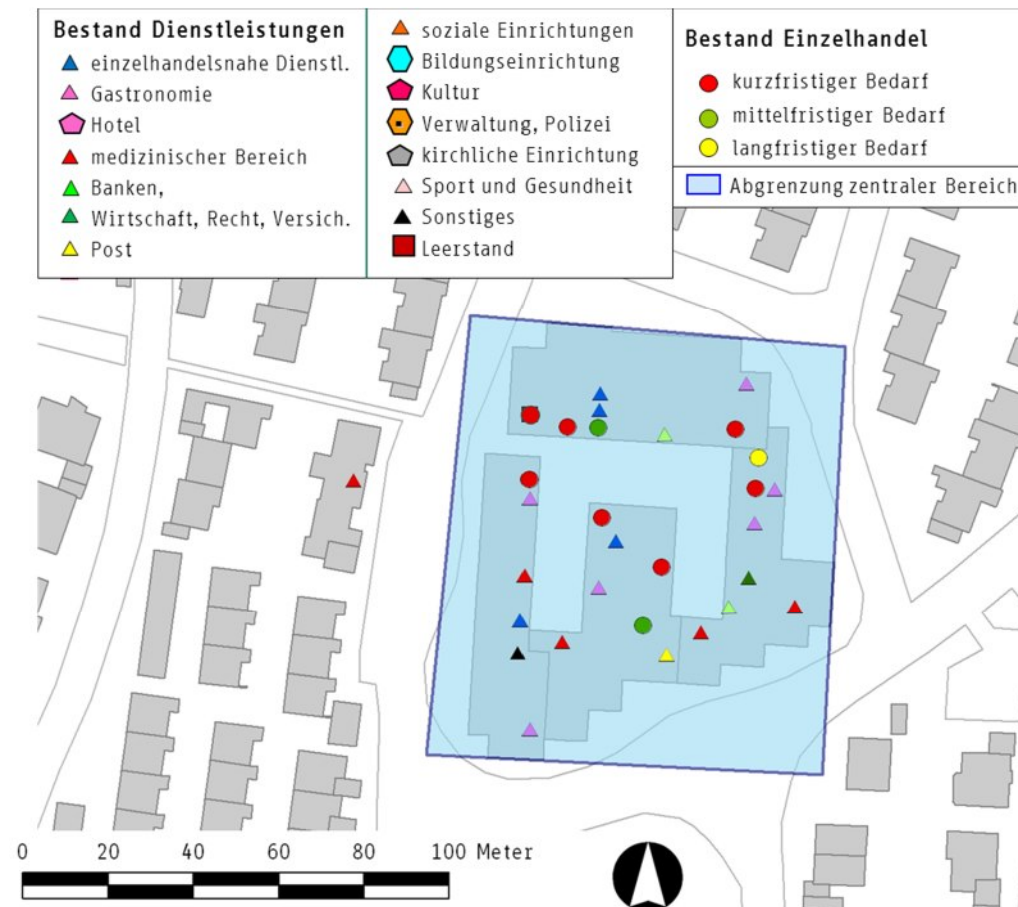 Bestand Dienstleistungen
einzelhandelsnahe Dienstl.
Gastronomie
Hotel
medizinischer Bereich
Banken,
Wirtschaft, Recht, Versich.
Post
soziale Einrichtungen
Bildungseinrichtung
Kultur
Verwaltung, Polizei
kirchliche Einrichtung
Sport und Gesundheit
Sonstiges
Leerstand
Bestand Einzelhandel
kurzfristiger Bedarf
mittelfristiger Bedarf
langfristiger Bedarf
Abgrenzung zentraler Bereich
0 20 40 60 80 100 Meter